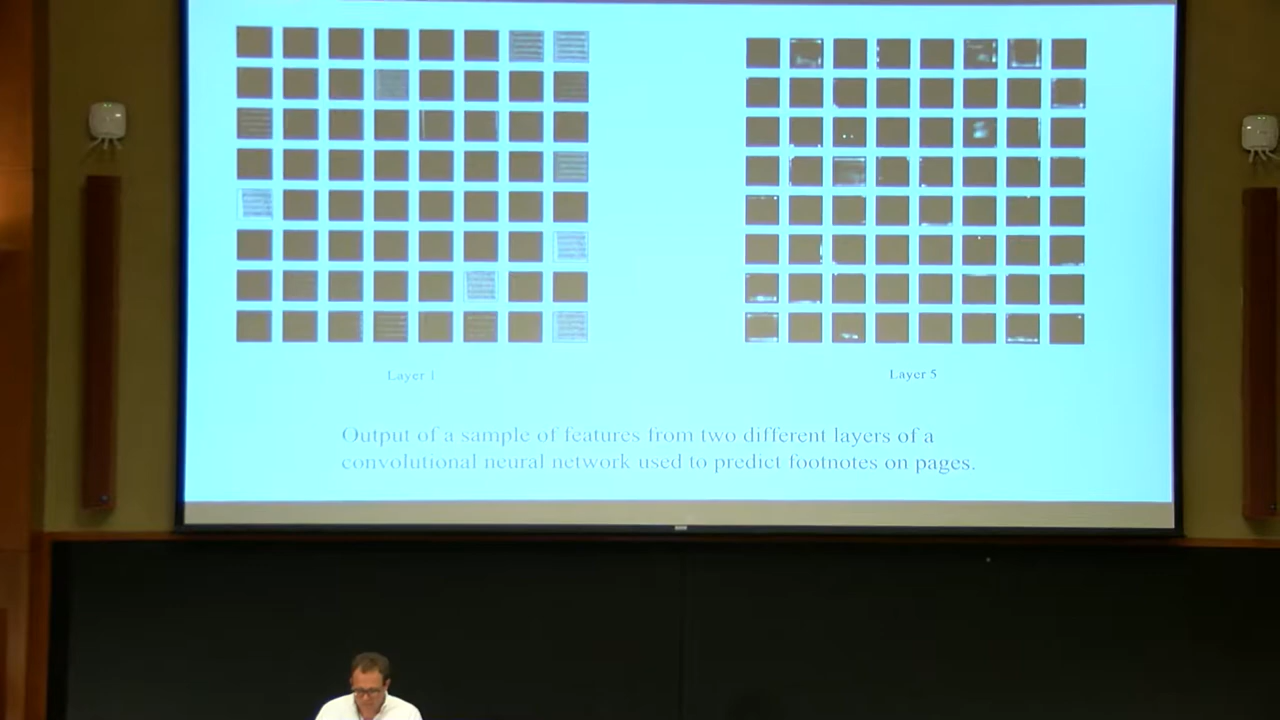 Layer 1
Layer 5
Output of a sample of features from two different layers of a
convolutional neural network used to predict footnotes on pages.